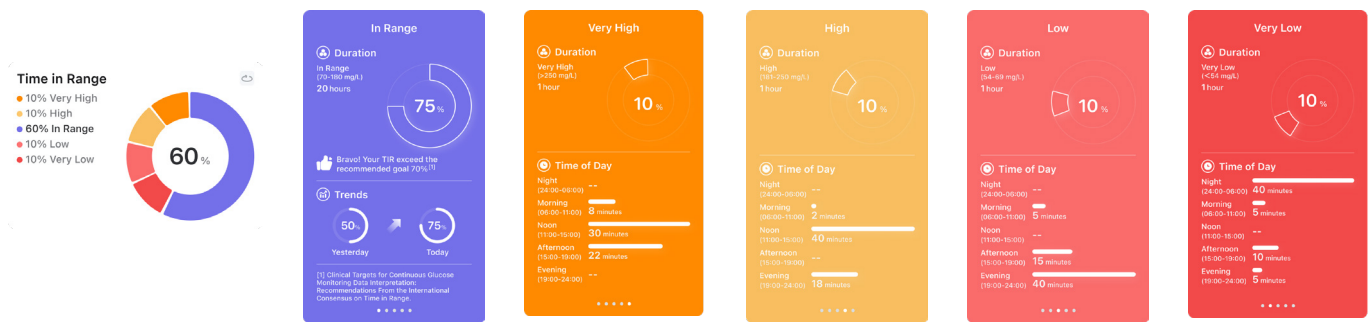 Time in Range
10% Very High
10% High
60% In Range
10% Low
10% Very Low
60 %
In Range
Duration
In Range
(70-180 mg/L)
20 hours
75 %
Bravo! Your TIR exceed the
recommended goal 70%[1]
Trends
50%
Yesterday
75%
Today
[1] Clinical Targets for Continuous Glucose
Monitoring Data Interpretation:
Recommendations From the International
Consensus on Time in Range.
Very High
Duration
Very High
(>250 mg/L)
1 hour
10 %
Time of Day
Night
(24:00-06:00) --
Morning
(06:00-11:00) 8 minutes
Noon
(11:00-15:00) 30 minutes
Afternoon
(15:00-19:00) 22 minutes
Evening
(19:00-24:00) --
High
Duration
High
(181-250 mg/L)
1 hour
10 %
Time of Day
Night
(24:00-06:00) --
Morning
(06:00-11:00) 2 minutes
Noon
(11:00-15:00) 40 minutes
Afternoon
(15:00-19:00) --
Evening
(19:00-24:00) 18 minutes
Low
Duration
Low
(54-69 mg/L)
1 hour
10 %
Time of Day
Night
(24:00-06:00) --
Morning
(06:00-11:00) 5 minutes
Noon
(11:00-15:00) --
Afternoon
(15:00-19:00) 15 minutes
Evening
(19:00-24:00) 40 minutes
Very Low
Duration
Very Low
(<54 mg/L)
1 hour
10 %
Time of Day
Night
(24:00-06:00) 40 minutes
Morning
(06:00-11:00) 5 minutes
Noon
(11:00-15:00) --
Afternoon
(15:00-19:00) 10 minutes
Evening
(19:00-24:00) 5 minutes